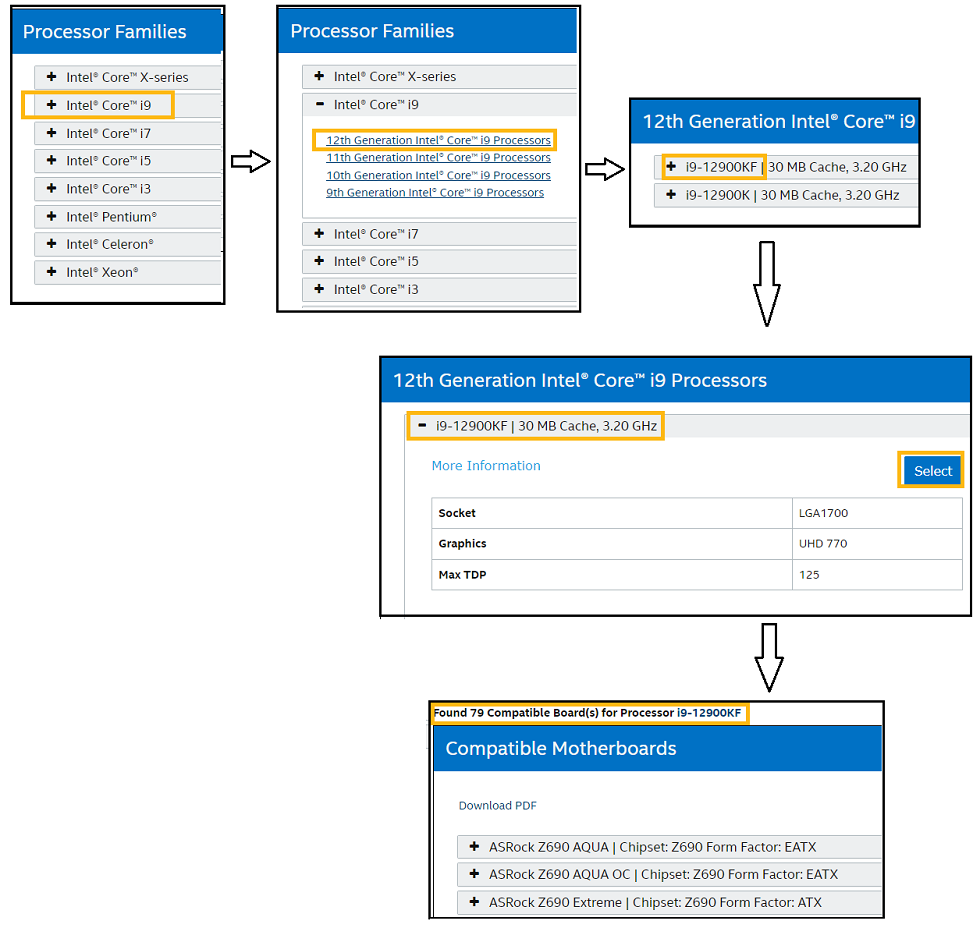 Processor Families
+ Intel® Core™ X-series
+ Intel® Core™ i9
+ Intel® Core™ i7
+ Intel® Core™ i5
+ Intel® Core™ i3
+ Intel® Pentium®
+ Intel® Celeron®
+ Intel® Xeon®
Processor Families
+ Intel® Core™ X-series
- Intel® Core™ i9
12th Generation Intel® Core™ i9 Processors
11th Generation Intel® Core™ i9 Processors
10th Generation Intel® Core™ i9 Processors
9th Generation Intel® Core™ i9 Processors
+ Intel® Core™ i7
+ Intel® Core™ i5
+ Intel® Core™ i3
12th Generation Intel® Core™ i9
+ i9-12900KF | 30 MB Cache, 3.20 GHz
+ i9-12900K | 30 MB Cache, 3.20 GHz
12th Generation Intel® Core™ i9 Processors
- i9-12900KF | 30 MB Cache, 3.20 GHz
More Information
Select
Socket LGA1700
Graphics UHD 770
Max TDP 125
Found 79 Compatible Board(s) for Processor i9-12900KF
Compatible Motherboards
Download PDF
+ ASRock Z690 AQUA | Chipset: Z690 Form Factor: EATX
+ ASRock Z690 AQUA OC | Chipset: Z690 Form Factor: EATX
+ ASRock Z690 Extreme | Chipset: Z690 Form Factor: ATX